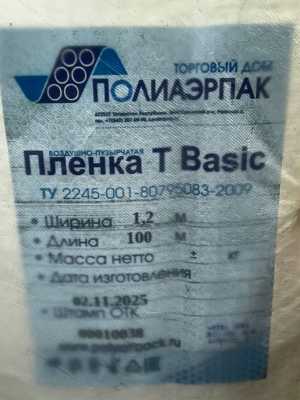 ТОРГОВЫЙ ДОМ
ПОЛИАЭРПАК
ВОЗДУШНО-ПУЗЫРЧАТАЯ
Пленка Т Basic
ТУ 2245-001-80795083-2009
• Ширина 1,2 м
• Длина 100 м
• Масса нетто ± кг
• Дата изготовления
02.11.2025
• Штамп ОТК
00010038